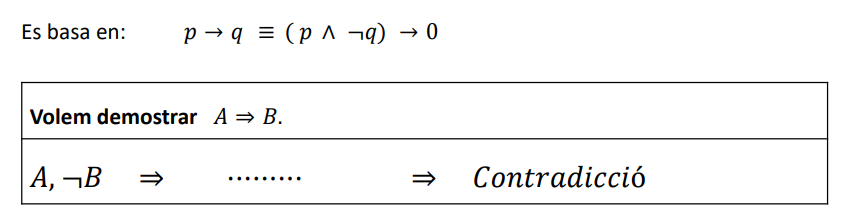 Es basa en: p → q ≡ ( p ∧ ¬q) → 0
Volem demostrar A ⇒ B.
A, ¬B ⇒ ……… ⇒ Contradicció